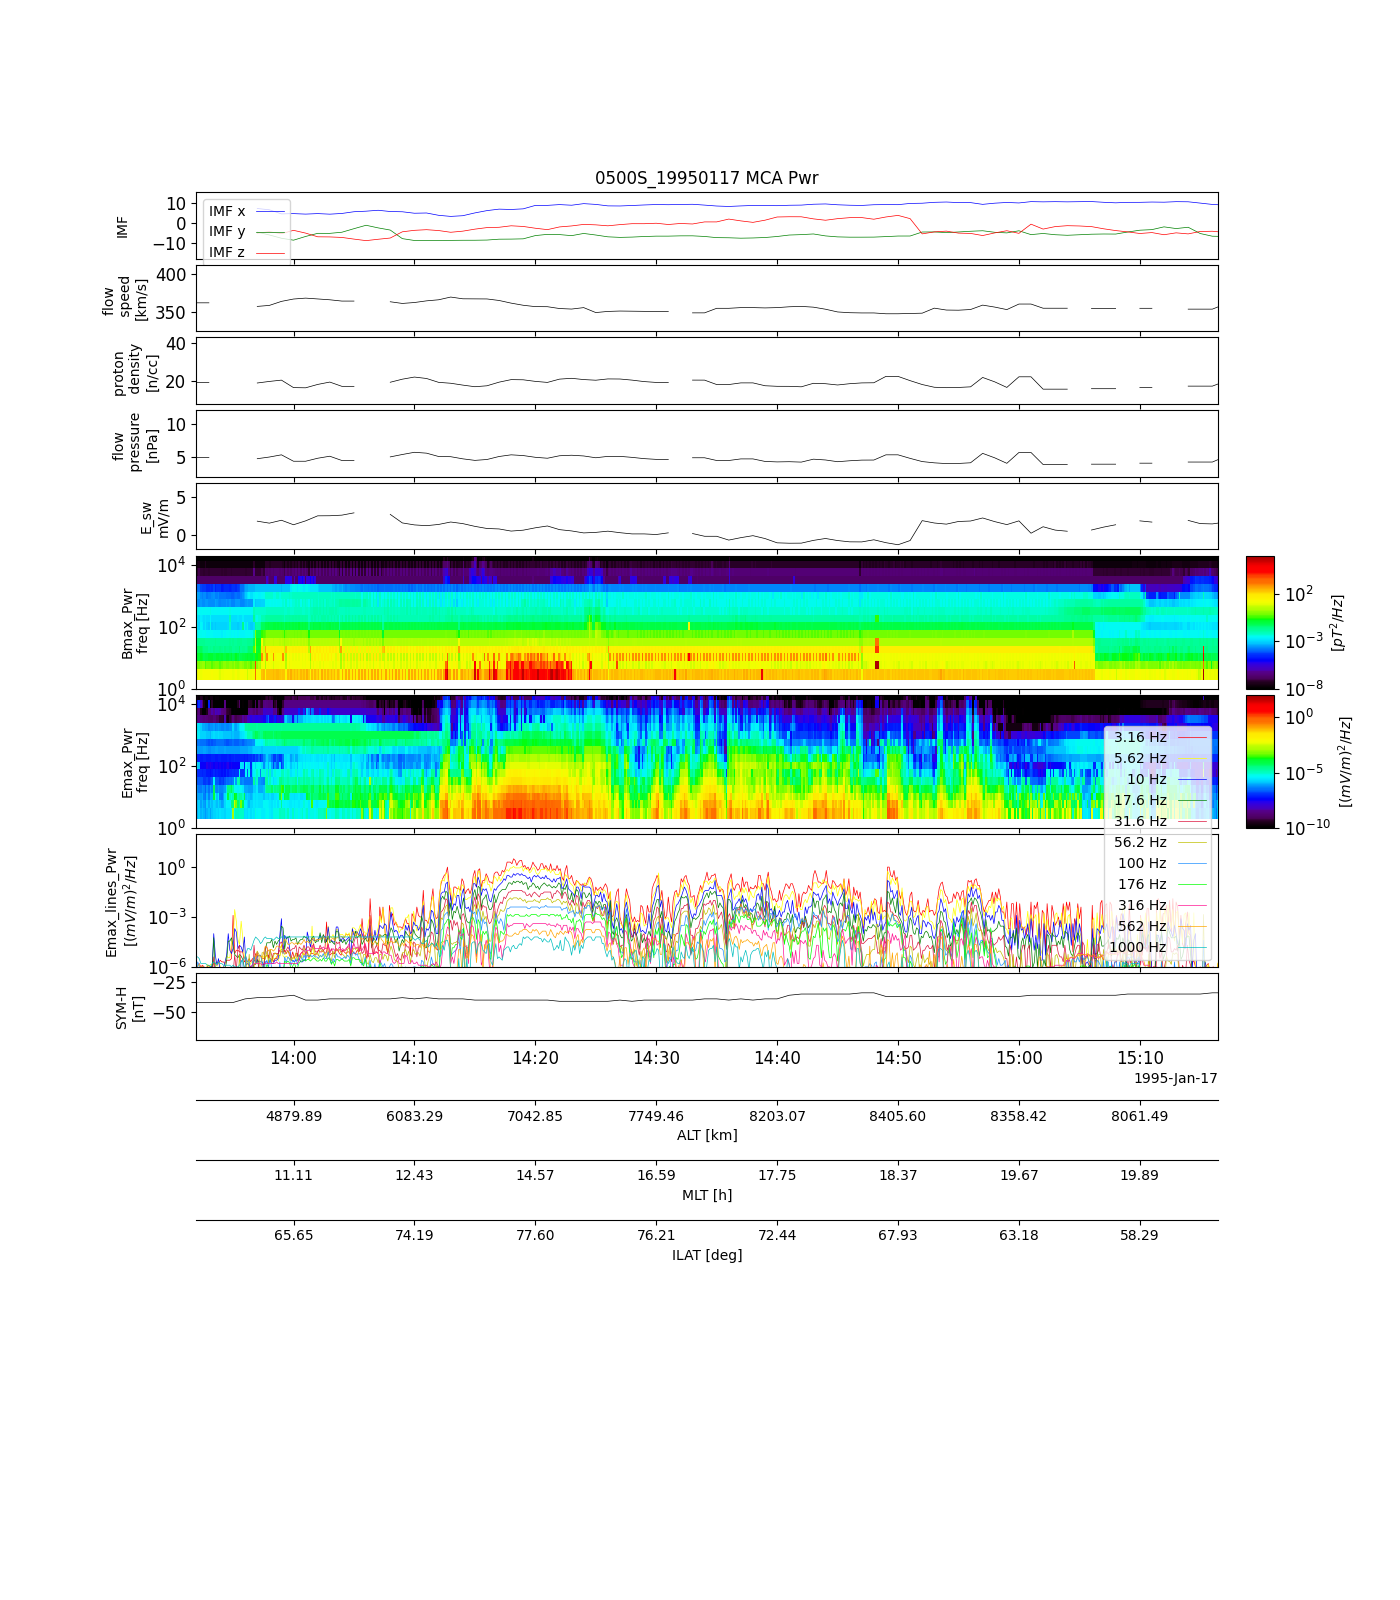 0500S_19950117 MCA Pwr
IMF
10
0
−10
IMF x
IMF y
IMF z
flow
speed
[km/s]
400
350
proton
density
[n/cc]
40
20
flow
pressure
[nPa]
10
5
E_sw
mV/m
5
0
Bmax_Pwr
freq [Hz]
10^4
10^2
10^0
10^2
10^−3
10^−8
[pT^2/Hz]
Emax_Pwr
freq [Hz]
10^4
10^2
10^0
10^0
10^−5
10^−10
[(mV/m)^2/Hz]
3.16 Hz
5.62 Hz
10 Hz
17.6 Hz
31.6 Hz
56.2 Hz
100 Hz
176 Hz
316 Hz
562 Hz
1000 Hz
Emax_lines_Pwr
[(mV/m)^2/Hz]
10^0
10^−3
10^−6
SYM-H
[nT]
−25
−50
14:00 14:10 14:20 14:30 14:40 14:50 15:00 15:10
1995-Jan-17
4879.89 6083.29 7042.85 7749.46 8203.07 8405.60 8358.42 8061.49
ALT [km]
11.11 12.43 14.57 16.59 17.75 18.37 19.67 19.89
MLT [h]
65.65 74.19 77.60 76.21 72.44 67.93 63.18 58.29
ILAT [deg]